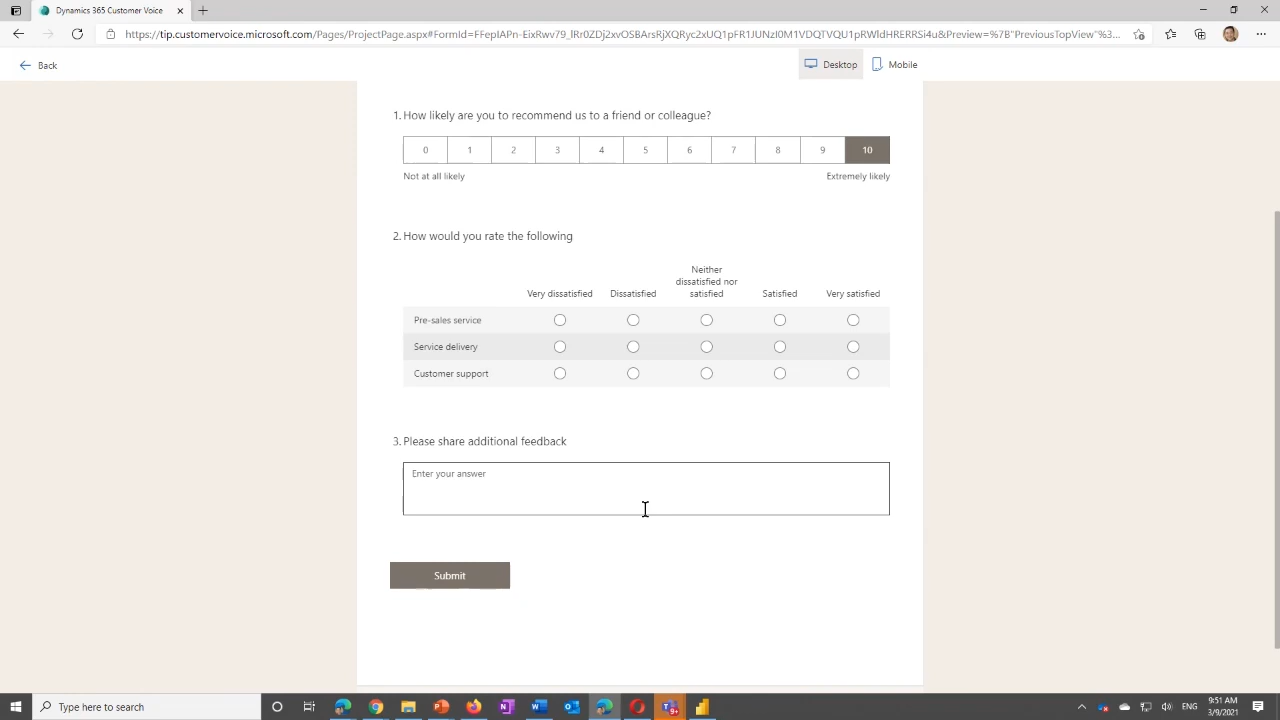 Dynamics 365 Customer Voice
Back
Desktop
Mobile
1. How likely are you to recommend us to a friend or colleague?
0 1 2 3 4 5 6 7 8 9 10
Not at all likely
Extremely likely
2. How would you rate the following
Very dissatisfied
Dissatisfied
Neither
dissatisfied nor
satisfied
Satisfied
Very satisfied
Pre-sales service
Service delivery
Customer support
3. Please share additional feedback
Enter your answer
Submit
Type here to search
ENG
9:51 AM
3/9/2021